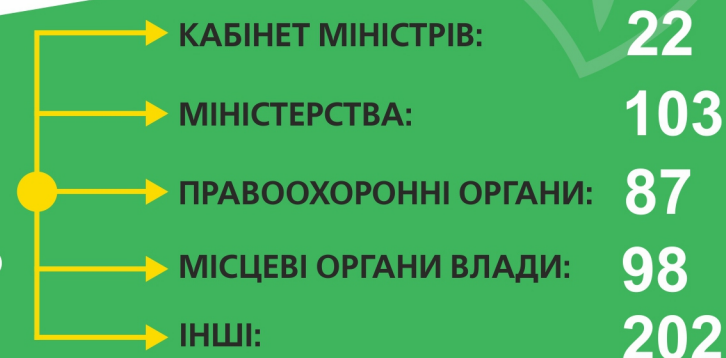 КАБІНЕТ МІНІСТРІВ: 22
МІНІСТЕРСТВА: 103
ПРАВООХОРОННІ ОРГАНИ: 87
МІСЦЕВІ ОРГАНИ ВЛАДИ: 98
ІНШІ: 202